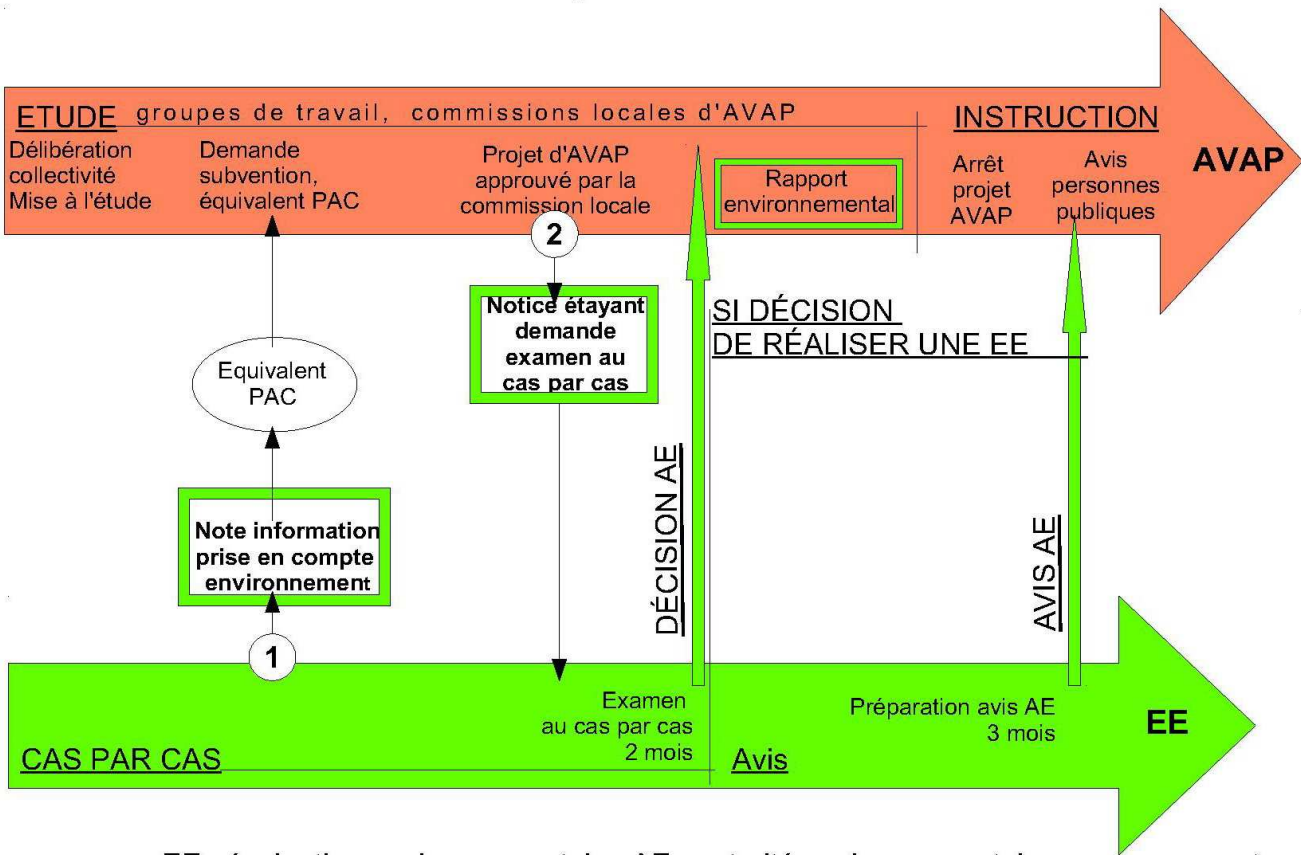 ETUDE groupes de travail, commissions locales d'AVAP
INSTRUCTION
Délibération
collectivité
Mise à l'étude
Demande
subvention,
équivalent PAC
Projet d'AVAP
approuvé par la
commission locale
Rapport
environnemental
Arrêt
projet
AVAP
Avis
personnes
publiques
AVAP
2
Notice étayant
demande
examen au
cas par cas
SI DÉCISION
DE RÉALISER UNE EE
Equivalent
PAC
DÉCISION AE
AVIS AE
Note information
prise en compte
environnement
1
Examen
au cas par cas
2 mois
Préparation avis AE
3 mois
EE
CAS PAR CAS
Avis